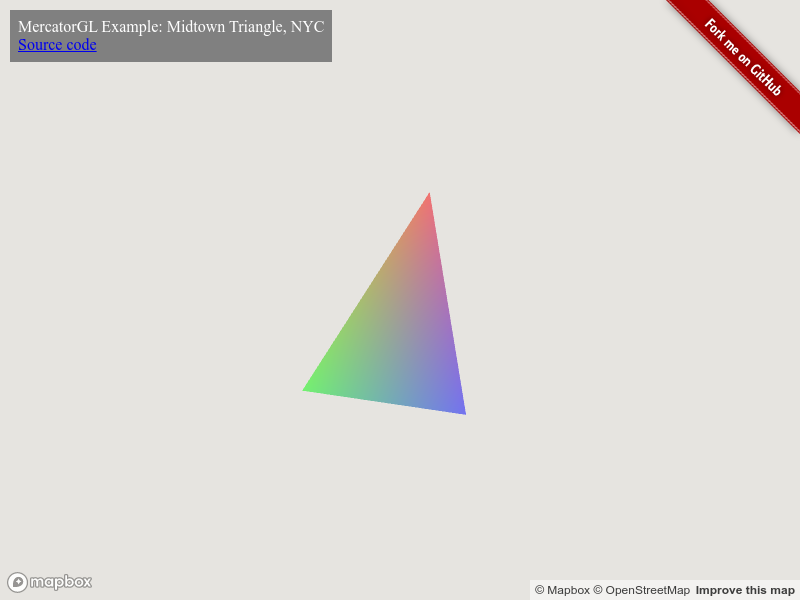 MercatorGL Example: Midtown Triangle, NYC
Source code
Fork me on GitHub
mapbox
© Mapbox © OpenStreetMap Improve this map